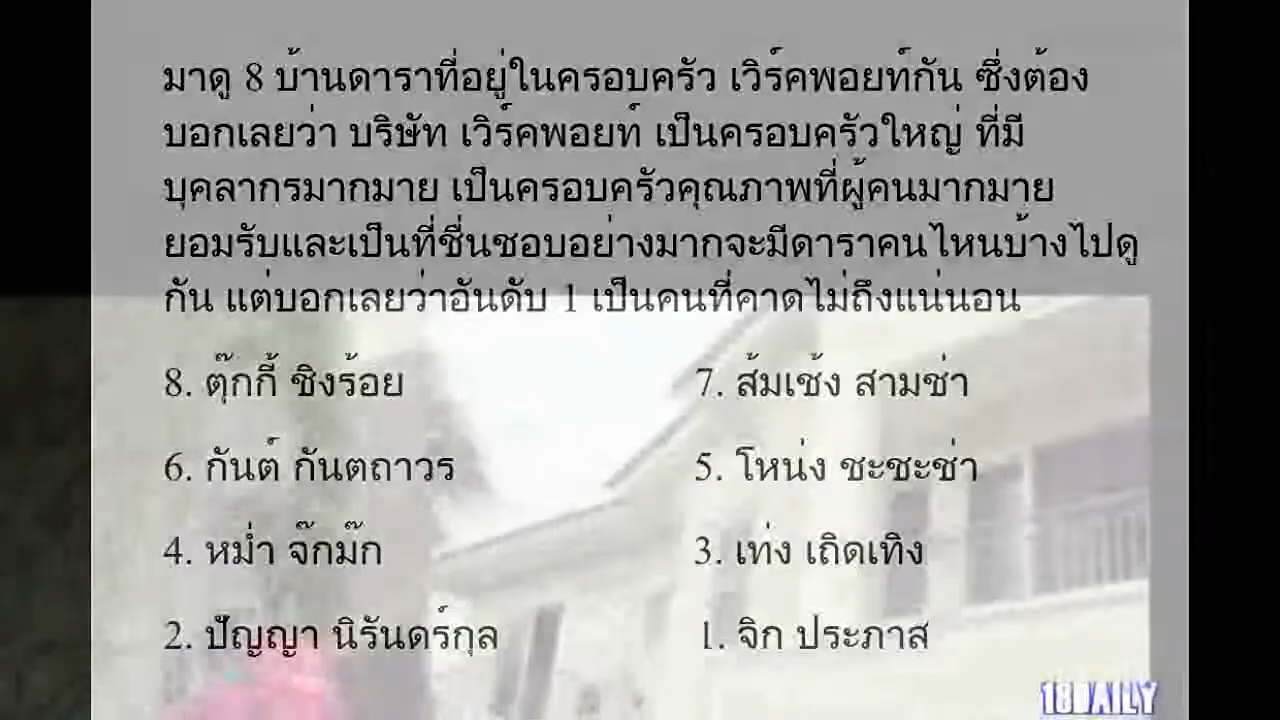 มาดู 8 บ้านดาราที่อยู่ในครอบครัว เวิร์คพอยท์กัน ซึ่งต้อง
บอกเลยว่า บริษัท เวิร์คพอยท์ เป็นครอบครัวใหญ่ ที่มี
บุคลากรมากมาย เป็นครอบครัวคุณภาพที่ผู้คนมากมาย
ยอมรับและเป็นที่ชื่นชอบอย่างมากจะมีดาราคนไหนบ้างไปดู
กัน แต่บอกเลยว่าอันดับ 1 เป็นคนที่คาดไม่ถึงแน่นอน
8. ตุ๊กกี้ ชิงร้อย 7. ส้มเช้ง สามช่า
6. กันต์ กันตถาวร 5. โหน่ง ชะชะช่า
4. หม่ำ จ๊กม๊ก 3. เท่ง เถิดเทิง
2. ปัญญา นิรันดร์กุล 1. จิก ประภาส
18DAILY